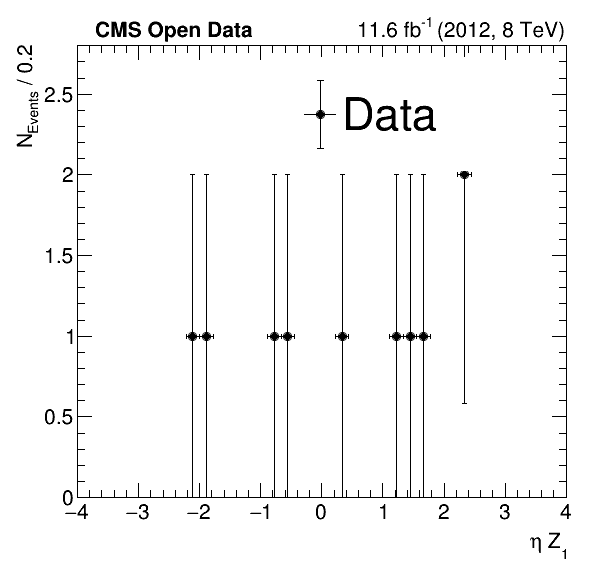 CMS Open Data 11.6 fb-1 (2012, 8 TeV)
NEvents / 0.2
2.5
Data
2
1.5
1
0.5
0
−4 −3 −2 −1 0 1 2 3 4
η Z1